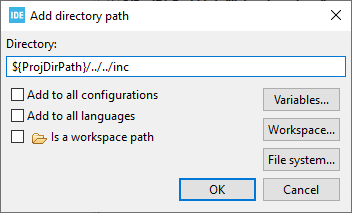 IDE Add directory path
Directory:
${ProjDirPath}/../../inc
Add to all configurations
Variables...
Add to all languages
Workspace...
Is a workspace path
File system...
OK
Cancel